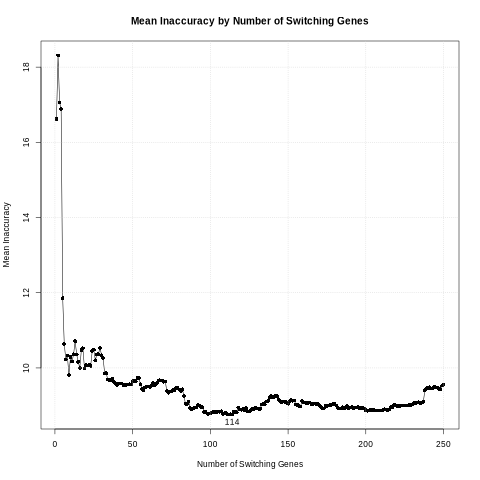 Mean Inaccuracy by Number of Switching Genes
18
16
14
12
10
Mean Inaccuracy
114
0 50 100 150 200 250
Number of Switching Genes